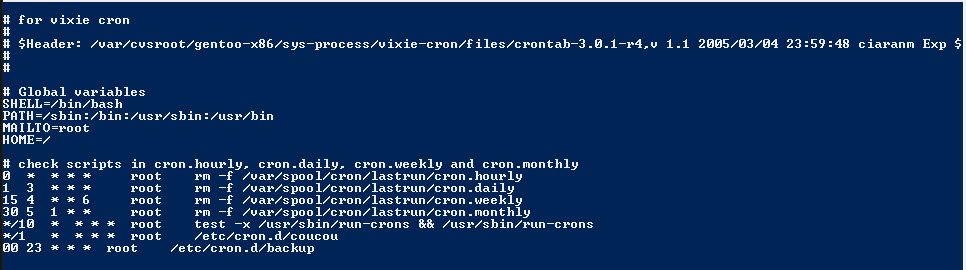 # for vixie cron
#
# $Header: /var/cvsroot/gentoo-x86/sys-process/vixie-cron/files/crontab-3.0.1-r4,v 1.1 2005/03/04 23:59:48 ciaranm Exp $
#
#
# Global variables
SHELL=/bin/bash
PATH=/sbin:/bin:/usr/sbin:/usr/bin
MAILTO=root
HOME=/
# check scripts in cron.hourly, cron.daily, cron.weekly and cron.monthly
0  *  * * *     root    rm -f /var/spool/cron/lastrun/cron.hourly
1  3  * * *     root    rm -f /var/spool/cron/lastrun/cron.daily
15 4  * * 6     root    rm -f /var/spool/cron/lastrun/cron.weekly
30 5  1 * *     root    rm -f /var/spool/cron/lastrun/cron.monthly
*/10  *  * * *  root    test -x /usr/sbin/run-crons && /usr/sbin/run-crons
*/1   *  * * *  root    /etc/cron.d/coucou
00 23 * * *  root    /etc/cron.d/backup